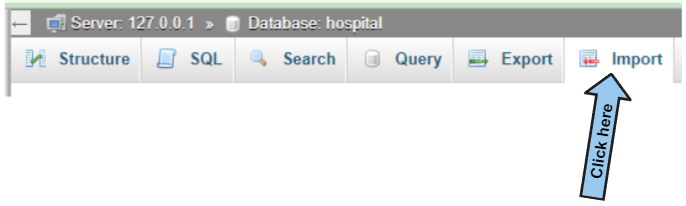 ← Server: 127.0.0.1 » Database: hospital
Structure SQL Search Query Export Import
Click here